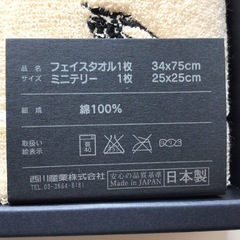 品名 フェイスタオル1枚 34x75cm
サイズ ミニテリー 1枚 25x25cm
組成 綿100%
取扱い
絵表示
弱
40
西川産業株式会社
TEL 03-3664-8181
安心の品質基準
Made in JAPAN
日本製